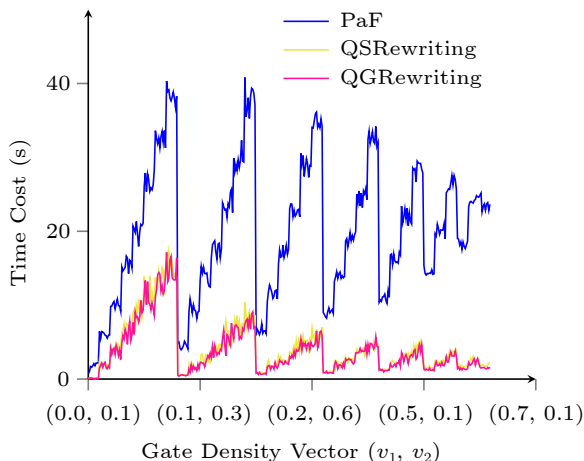 PaF
QSRewriting
QGRewriting
40
20
0
Time Cost (s)
(0.0, 0.1) (0.1, 0.3) (0.2, 0.6) (0.5, 0.1) (0.7, 0.1)
Gate Density Vector (v₁, v₂)